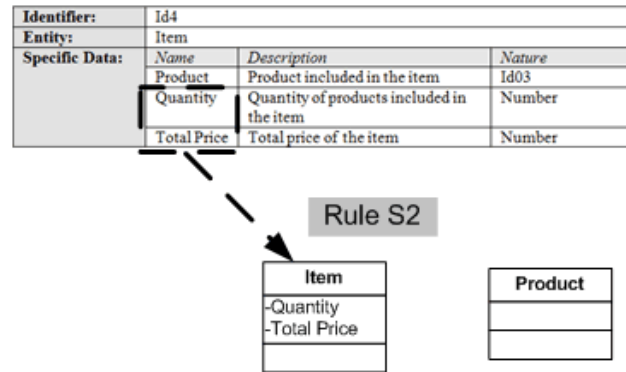 Identifier: Id4
Entity: Item
Specific Data: Name Description Nature
Product Product included in the item Id03
Quantity Quantity of products included in Number
the item
Total Price Total price of the item Number
Rule S2
Item
-Quantity
-Total Price
Product